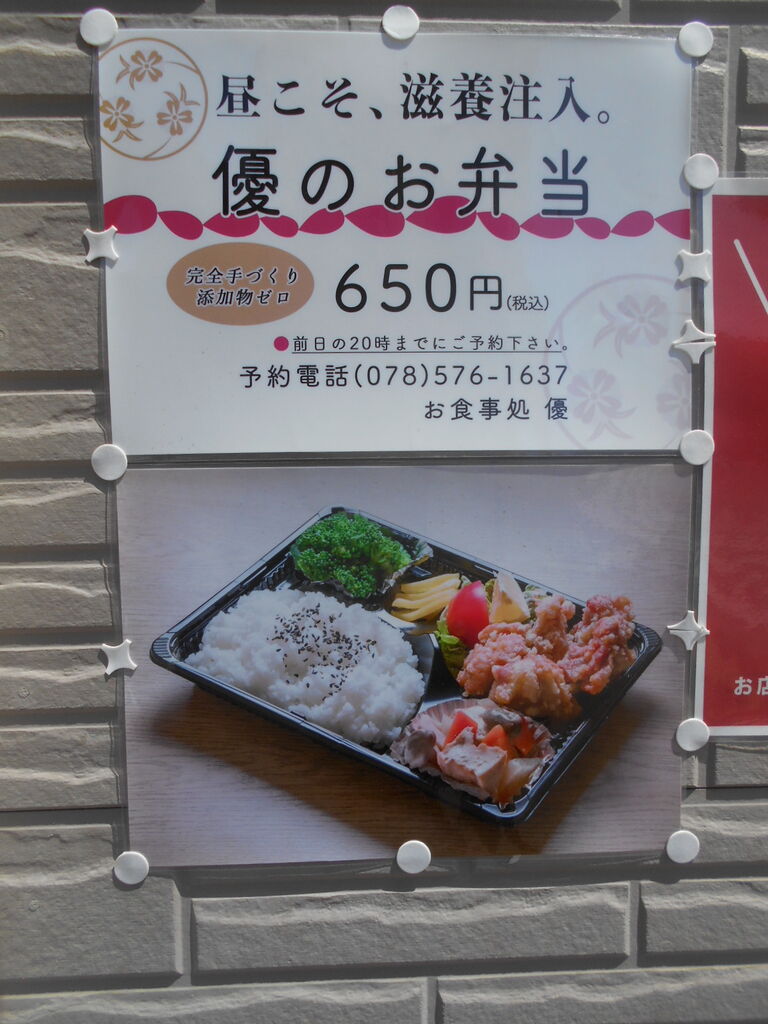 昼こそ、滋養注入。
優のお弁当
完全手づくり
添加物ゼロ
650円(税込)
●前日の20時までにご予約下さい。
予約電話(078)576-1637
お食事処 優
お店